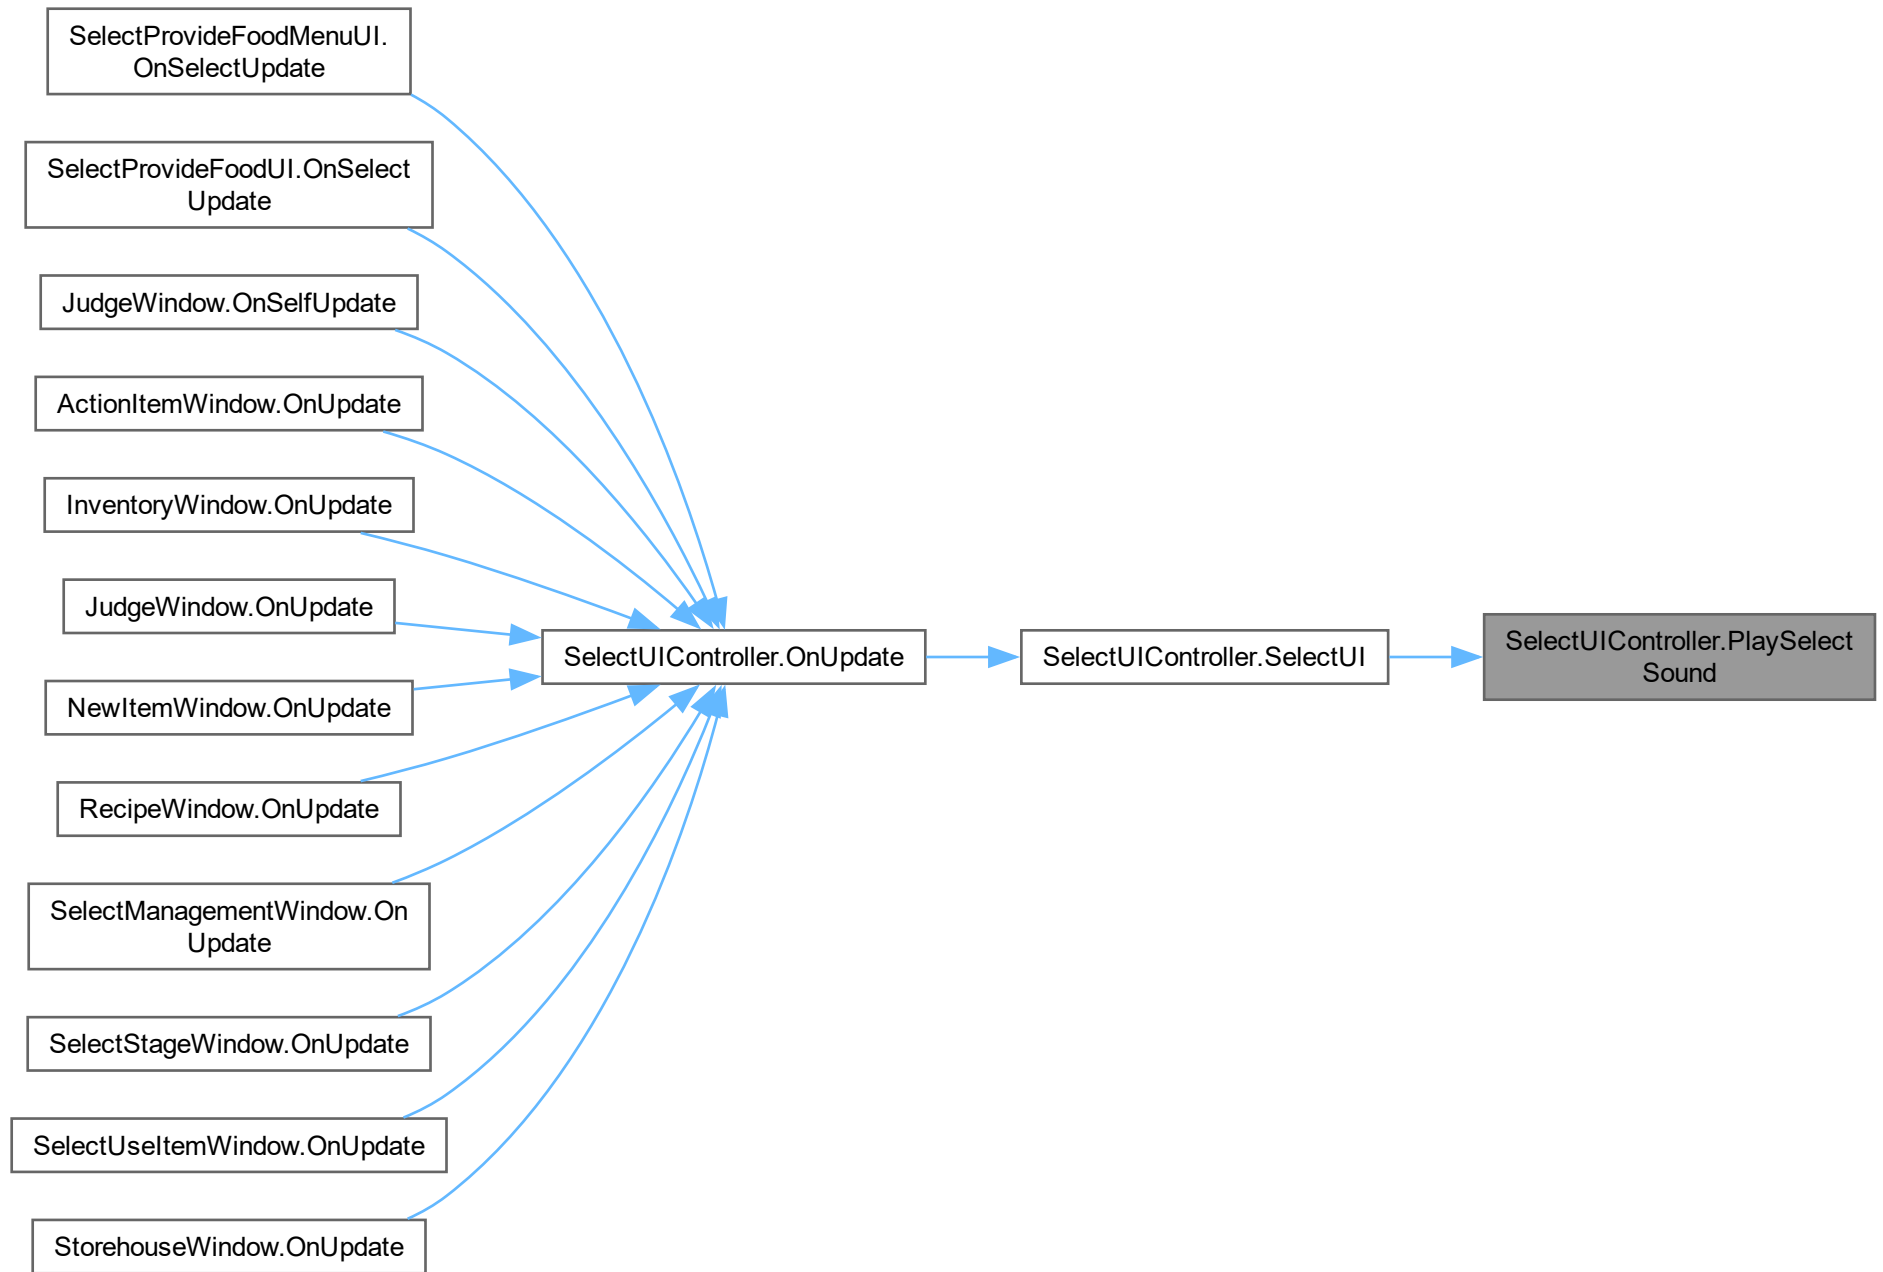 SelectProvideFoodMenuUI.
OnSelectUpdate
SelectProvideFoodUI.OnSelect
Update
JudgeWindow.OnSelfUpdate
ActionItemWindow.OnUpdate
InventoryWindow.OnUpdate
JudgeWindow.OnUpdate
NewItemWindow.OnUpdate
RecipeWindow.OnUpdate
SelectManagementWindow.On
Update
SelectStageWindow.OnUpdate
SelectUseItemWindow.OnUpdate
StorehouseWindow.OnUpdate
SelectUIController.OnUpdate
SelectUIController.SelectUI
SelectUIController.PlaySelect
Sound